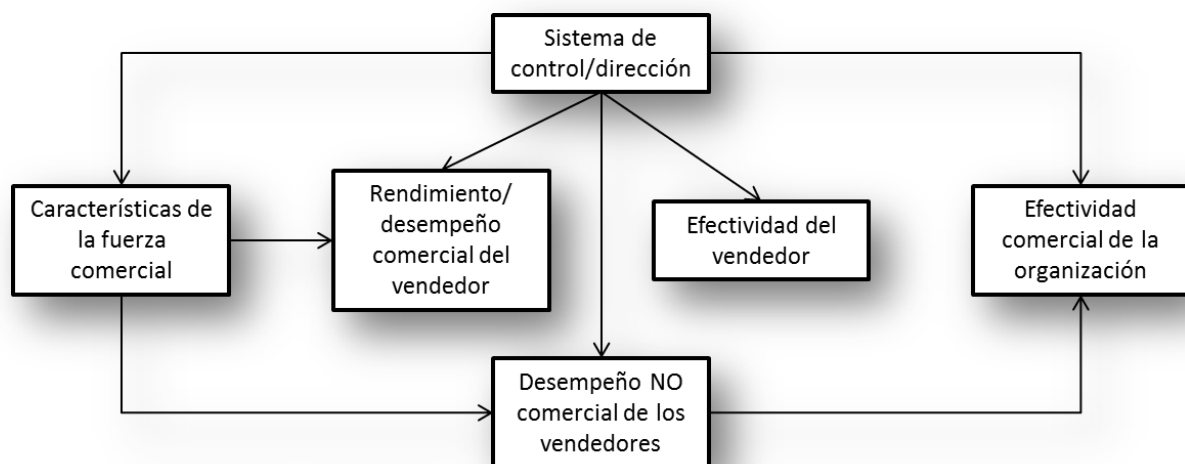 Sistema de
control/dirección
Característícas de
la fuerza
comercial
Rendimiento/
desempeño
comercial del
vendedor
Efectividad del
vendedor
Efectividad
comercial de la
organización
Desempeño NO
comercial de los
vendedores